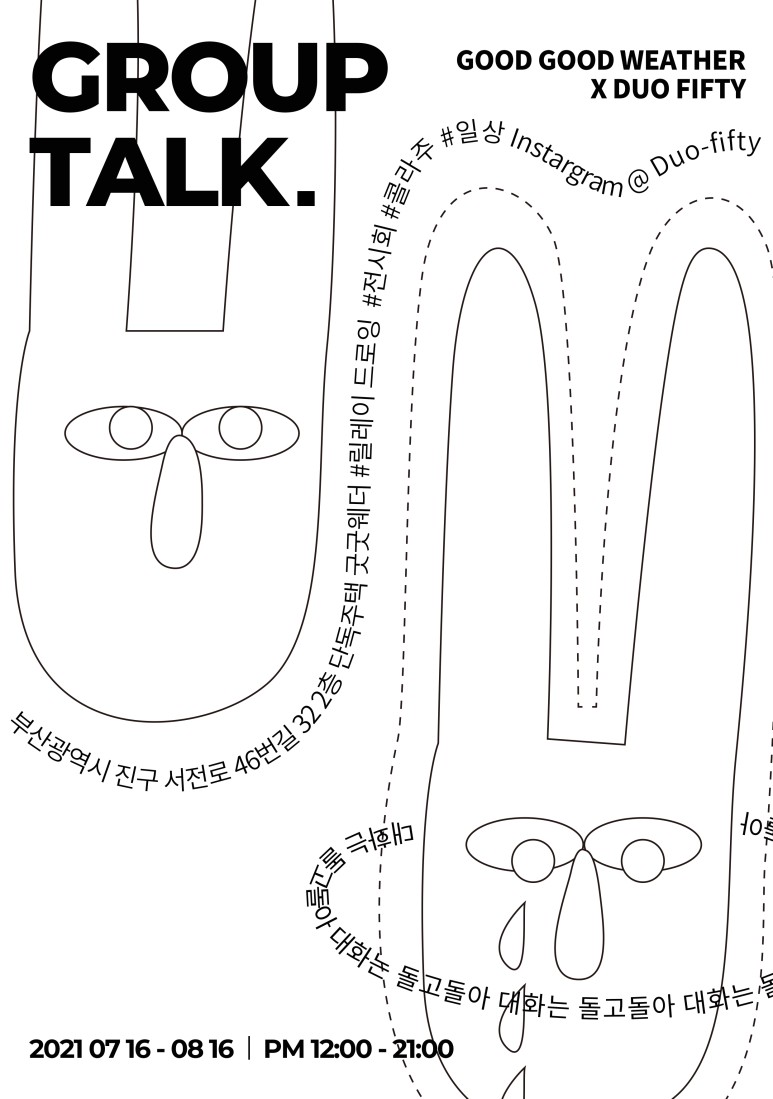 GROUP
TALK.
GOOD GOOD WEATHER
X DUO FIFTY
부산광역시 진구 서전로 46번길 32 2층 단독주택 굿굿웨더 #릴레이 드로잉 #전시회 #콜라주 #일상 Instargram @ Duo-fifty
대화는 돌고돌아 대화는 돌고돌아 대화는 돌고돌아 대화는
2021 07 16 - 08 16 | PM 12:00 - 21:00